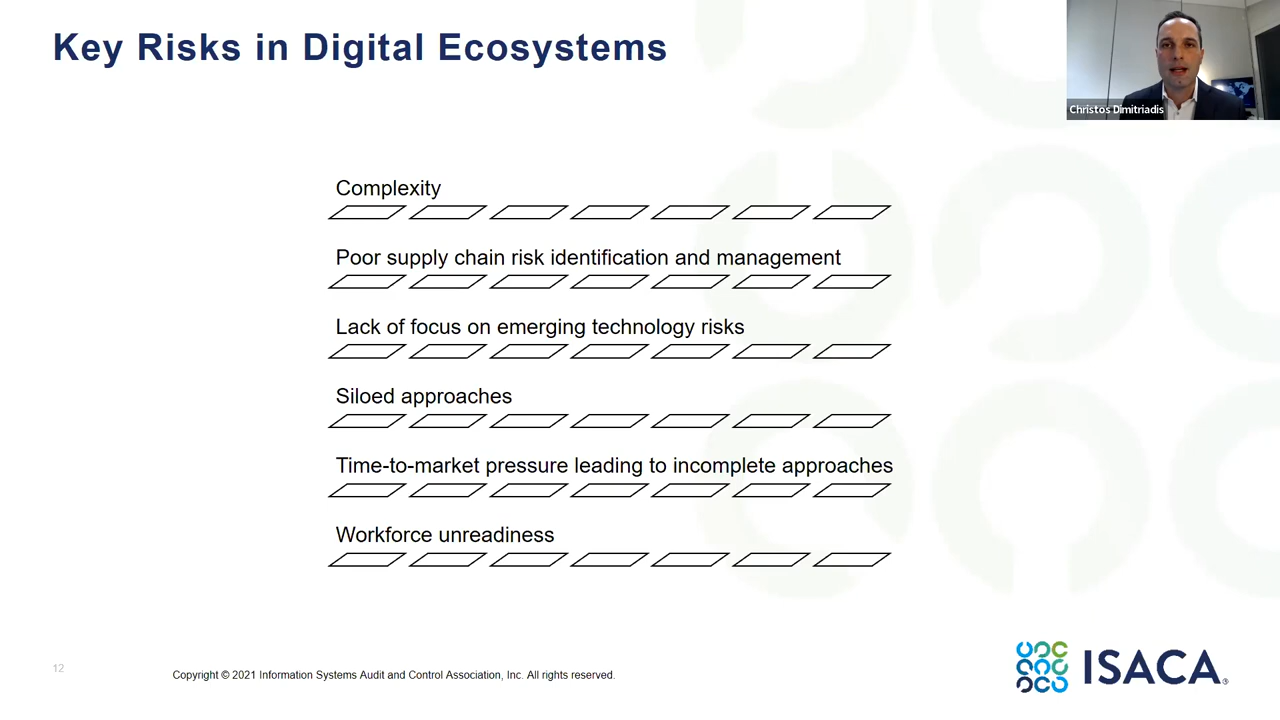 Key Risks in Digital Ecosystems
Christos Dimitriadis
Complexity
Poor supply chain risk identification and management
Lack of focus on emerging technology risks
Siloed approaches
Time-to-market pressure leading to incomplete approaches
Workforce unreadiness
12
Copyright © 2021 Information Systems Audit and Control Association, Inc. All rights reserved.
ISACA®